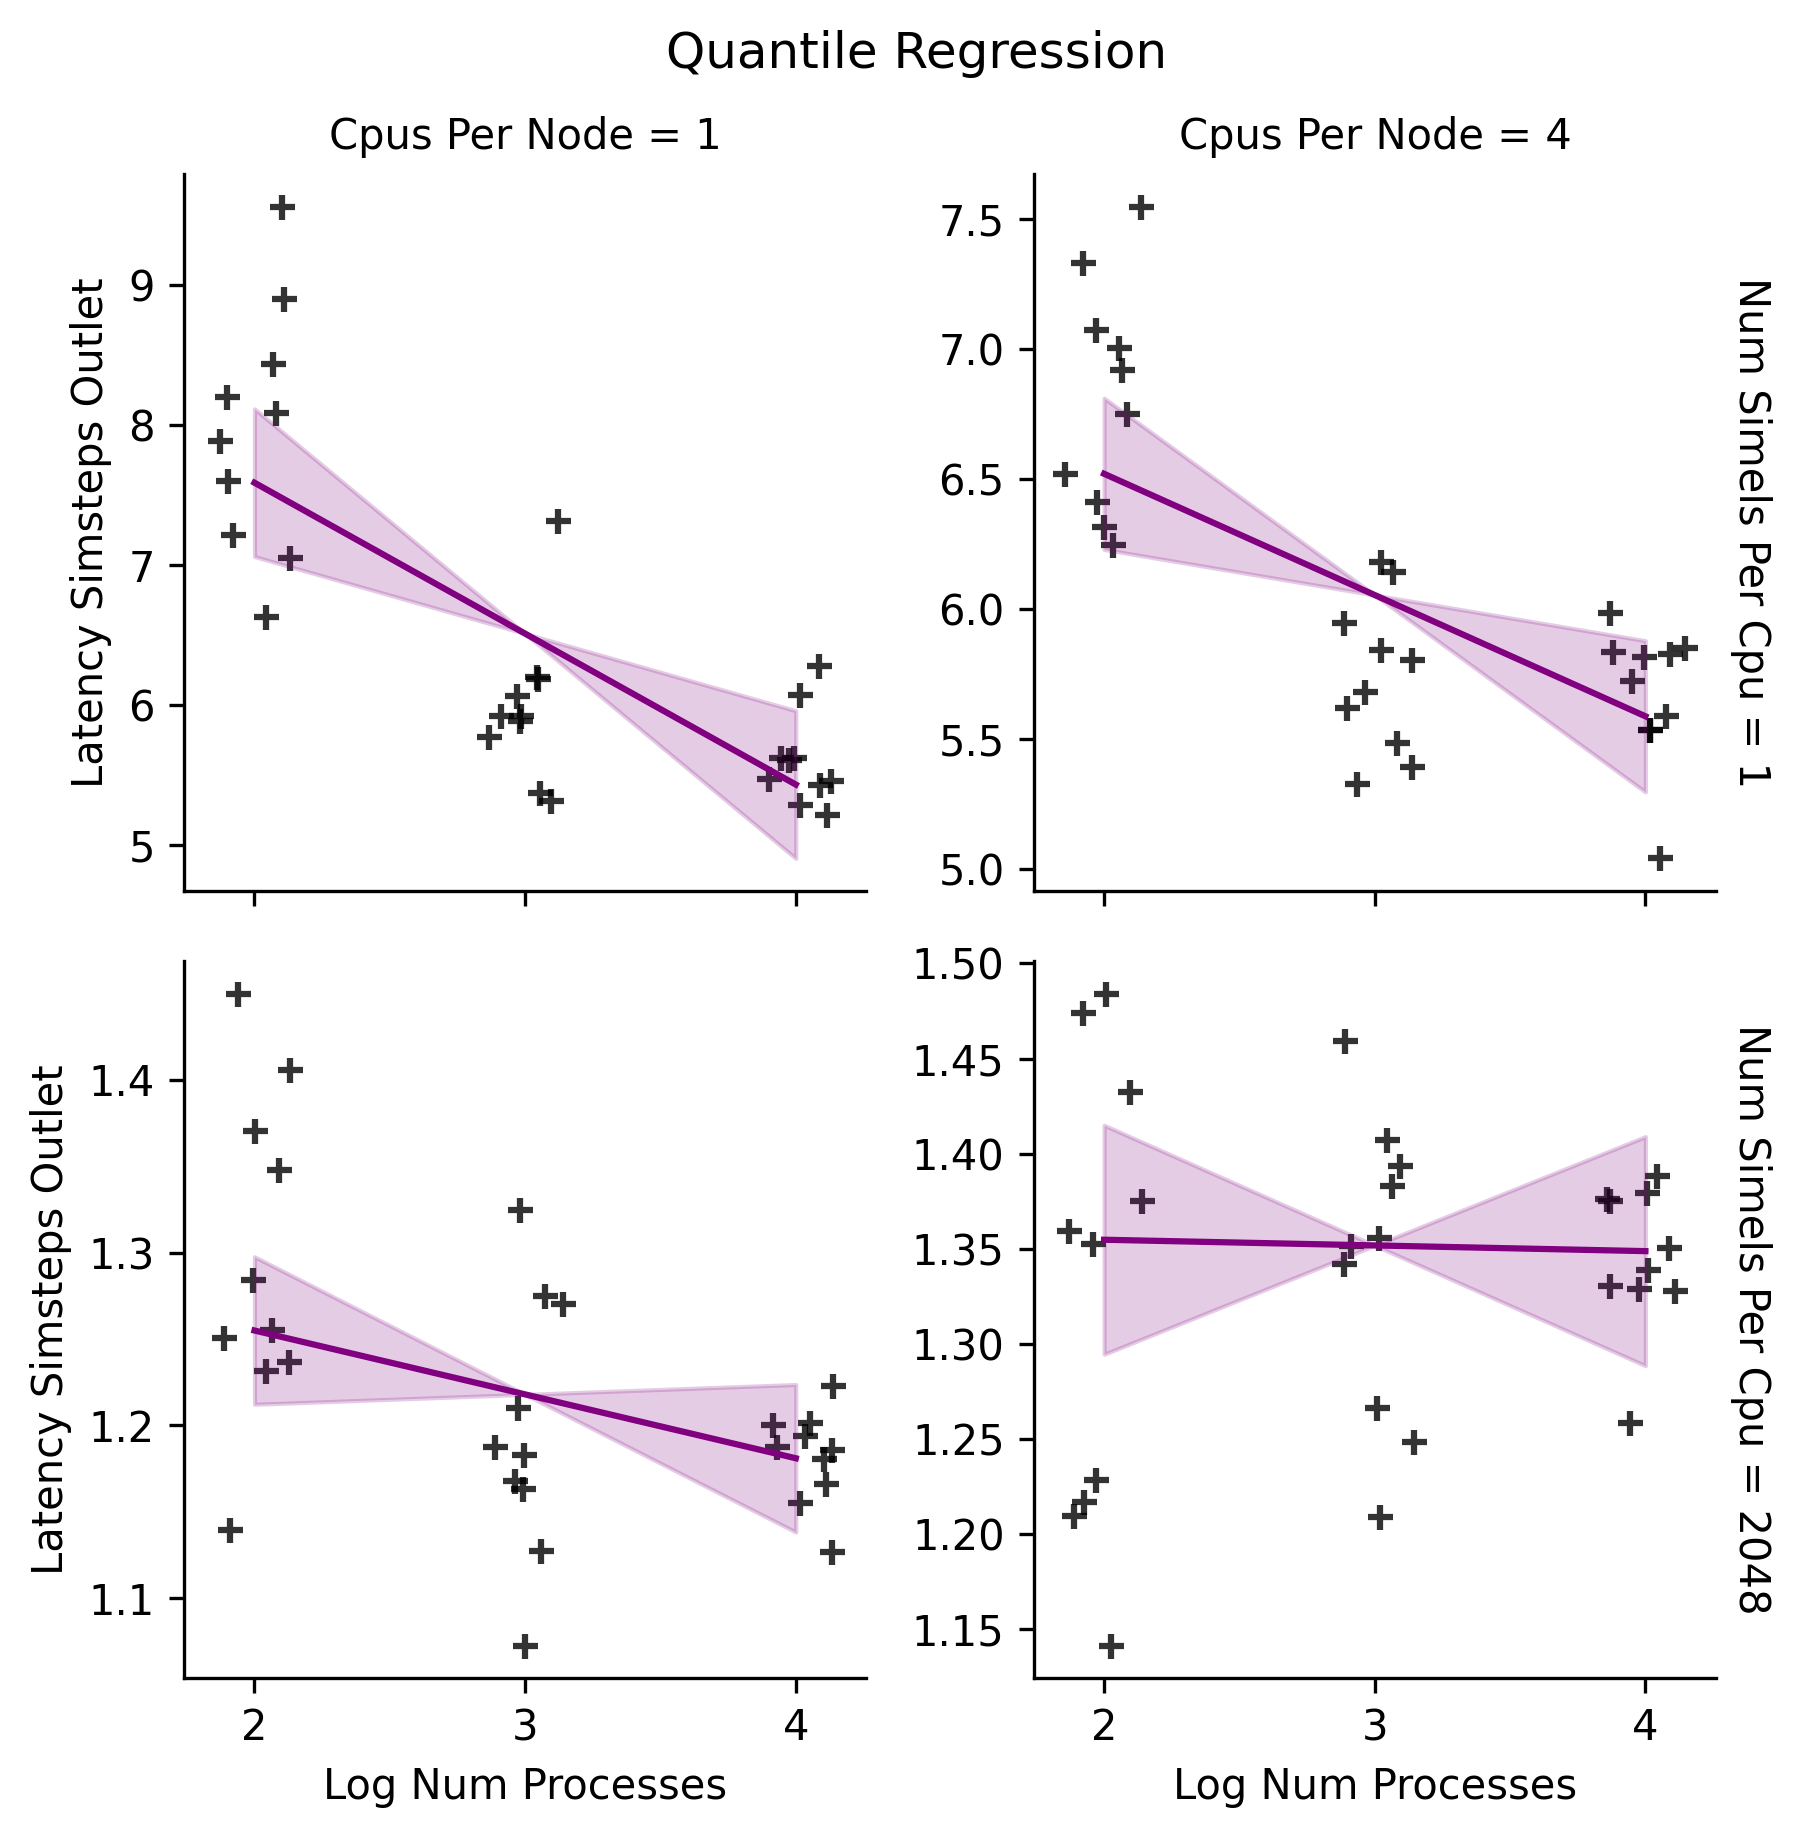 Quantile Regression
Cpus Per Node = 1
Cpus Per Node = 4
Latency Simsteps Outlet
9
8
7
6
5
7.5
7.0
6.5
6.0
5.5
5.0
Num Simels Per Cpu = 1
Latency Simsteps Outlet
1.4
1.3
1.2
1.1
1.50
1.45
1.40
1.35
1.30
1.25
1.20
1.15
Num Simels Per Cpu = 2048
2 3 4
2 3 4
Log Num Processes
Log Num Processes